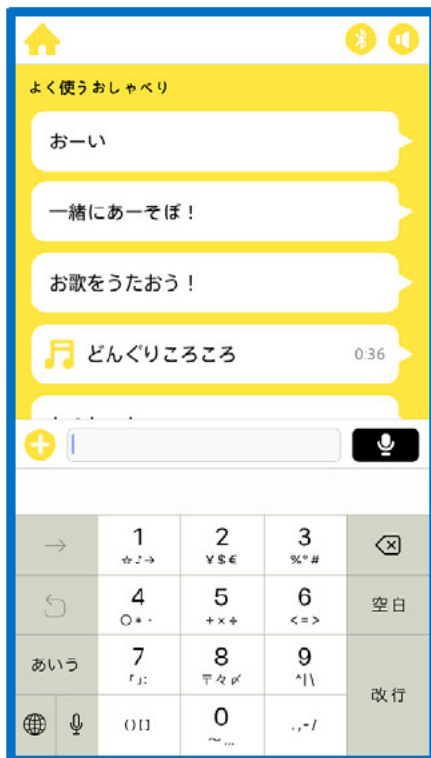 よく使うおしゃべり
おーい
一緒にあーそぼ！
お歌をうたおう！
どんぐりころころ 0:36
→ 1 2 3
☆♪→ ¥$€ %°#
4 5 6 空白
○*・ +×÷ <=>
あいう 7 8 9
「」: 〒々〆 ^|\
改行
()[] 0 .,-/
～…